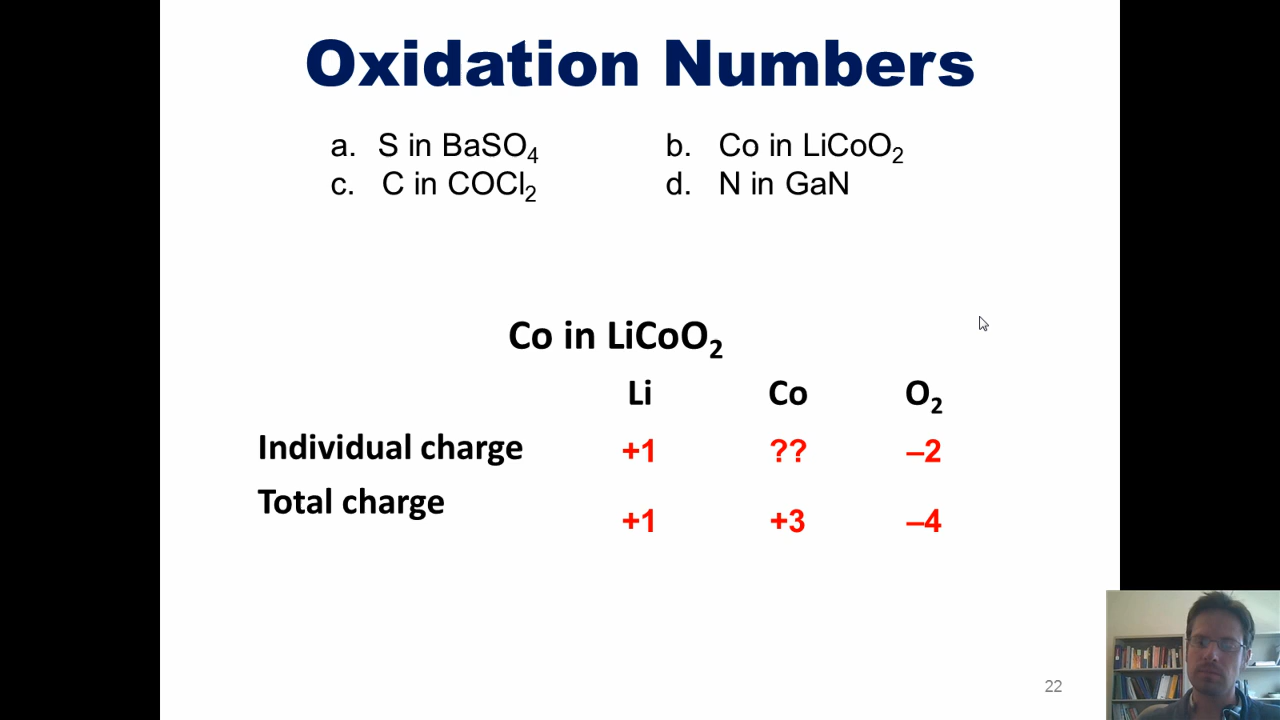 Oxidation Numbers
a. S in BaSO₄ b. Co in LiCoO₂
c. C in COCl₂ d. N in GaN
Co in LiCoO₂
Li Co O₂
Individual charge +1 ?? –2
Total charge +1 +3 –4
22